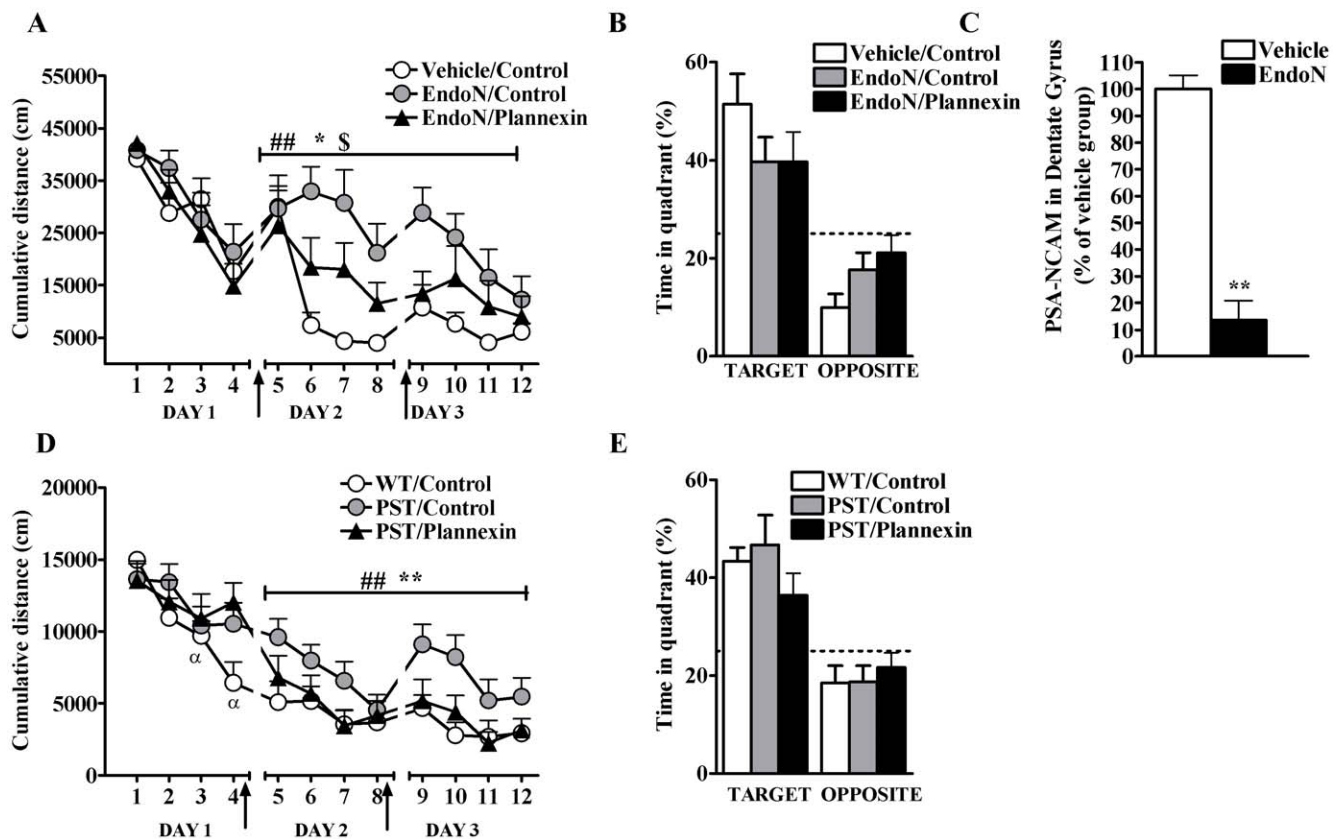 A
Cumulative distance (cm)
55000
45000
35000
25000
15000
5000
Vehicle/Control
EndoN/Control
EndoN/Plannexin
## * $
1 2 3 4 5 6 7 8 9 10 11 12
DAY 1 DAY 2 DAY 3
B
Time in quadrant (%)
60
40
20
0
Vehicle/Control
EndoN/Control
EndoN/Plannexin
TARGET OPPOSITE
C
PSA-NCAM in Dentate Gyrus
(% of vehicle group)
110
100
90
80
70
60
50
40
30
20
10
0
Vehicle
EndoN
**
D
Cumulative distance (cm)
20000
15000
10000
5000
0
WT/Control
PST/Control
PST/Plannexin
## **
α
α
1 2 3 4 5 6 7 8 9 10 11 12
DAY 1 DAY 2 DAY 3
E
Time in quadrant (%)
60
40
20
0
WT/Control
PST/Control
PST/Plannexin
TARGET OPPOSITE